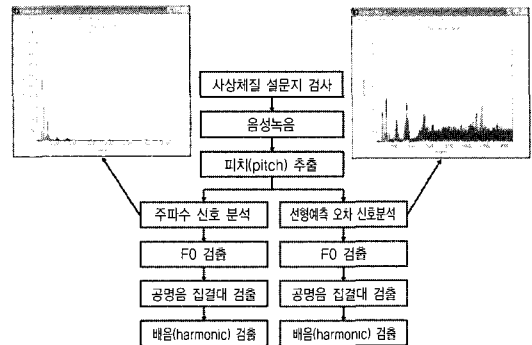 사상체질 설문지 검사
음성녹음
피치(pitch) 추출
주파수 신호 분석
선형예측 오차 신호분석
F0 검출
F0 검출
공명음 집결대 검출
공명음 집결대 검출
배음(harmonic) 검출
배음(harmonic) 검출